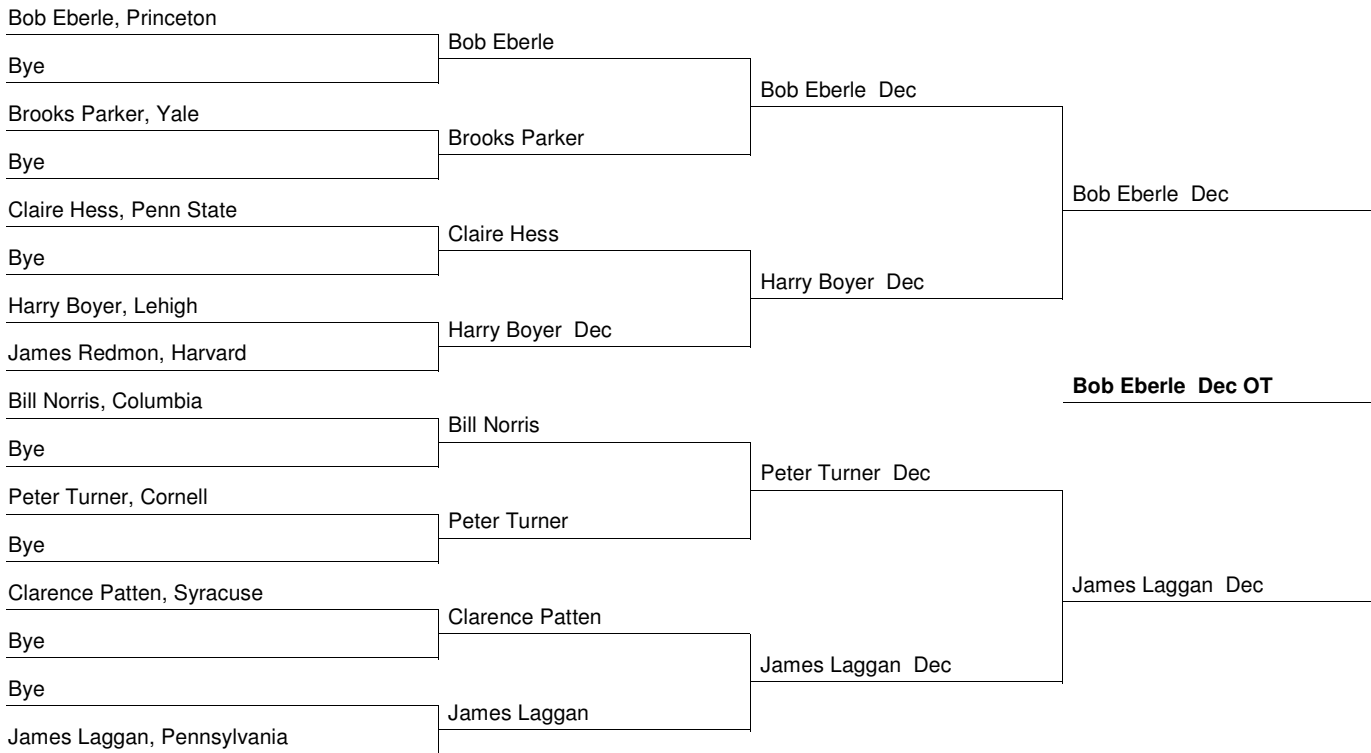 Bob Eberle, Princeton
Bye
Brooks Parker, Yale
Bye
Claire Hess, Penn State
Bye
Harry Boyer, Lehigh
James Redmon, Harvard
Bill Norris, Columbia
Bye
Peter Turner, Cornell
Bye
Clarence Patten, Syracuse
Bye
Bye
James Laggan, Pennsylvania
Bob Eberle
Brooks Parker
Claire Hess
Harry Boyer Dec
Bill Norris
Peter Turner
Clarence Patten
James Laggan
Bob Eberle Dec
Harry Boyer Dec
Peter Turner Dec
James Laggan Dec
Bob Eberle Dec
Bob Eberle Dec OT
James Laggan Dec